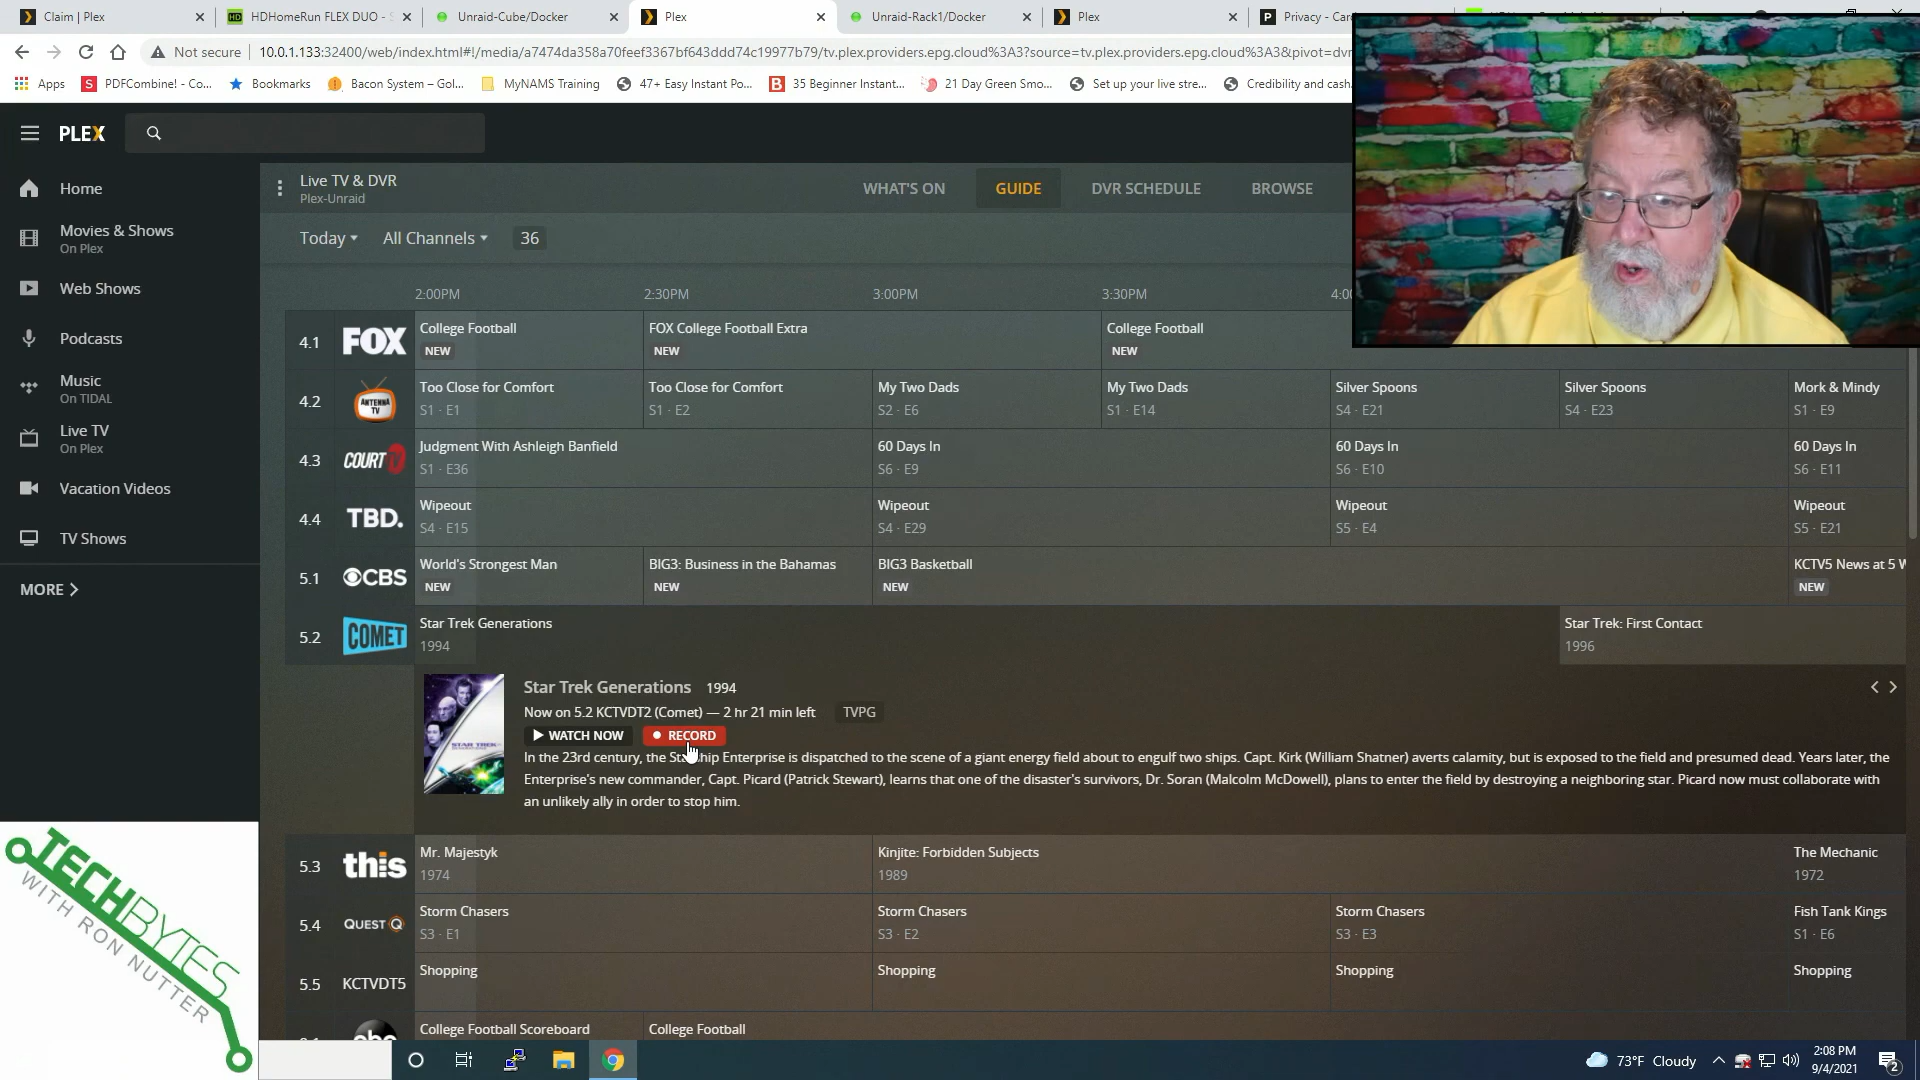 Claim | Plex
HDHomeRun FLEX DUO -
Unraid-Cube/Docker
Plex
Unraid-Rack1/Docker
Plex
Privacy - Car
Not secure
10.0.1.133:32400/web/index.html#!/media/a7474da358a70feef3367bf643ddd74c19977b79/tv.plex.providers.epg.cloud%3A3?source=tv.plex.providers.epg.cloud%3A3&pivot=dvr
Apps
PDFCombine! - Co...
Bookmarks
Bacon System – Gol...
MyNAMS Training
47+ Easy Instant Po...
35 Beginner Instant...
21 Day Green Smo...
Set up your live stre...
Credibility and cash
PLEX
Home
Movies & Shows
On Plex
Web Shows
Podcasts
Music
On TIDAL
Live TV
On Plex
Vacation Videos
TV Shows
MORE
Live TV & DVR
Plex-Unraid
WHAT'S ON
GUIDE
DVR SCHEDULE
BROWSE
Today
All Channels
36
2:00PM 2:30PM 3:00PM 3:30PM 4:00
4.1 FOX
College Football
NEW
FOX College Football Extra
NEW
College Football
NEW
4.2 ANTENNA TV
Too Close for Comfort
S1 · E1
Too Close for Comfort
S1 · E2
My Two Dads
S2 · E6
My Two Dads
S1 · E14
Silver Spoons
S4 · E21
Silver Spoons
S4 · E23
Mork & Mindy
S1 · E9
4.3 COURT TV
Judgment With Ashleigh Banfield
S1 · E36
60 Days In
S6 · E9
60 Days In
S6 · E10
60 Days In
S6 · E11
4.4 TBD.
Wipeout
S4 · E15
Wipeout
S4 · E29
Wipeout
S5 · E4
Wipeout
S5 · E21
5.1 CBS
World's Strongest Man
NEW
BIG3: Business in the Bahamas
NEW
BIG3 Basketball
NEW
KCTV5 News at 5 W
NEW
5.2 COMET
Star Trek Generations
1994
Star Trek: First Contact
1996
Star Trek Generations 1994
Now on 5.2 KCTVDT2 (Comet) — 2 hr 21 min left TVPG
WATCH NOW
RECORD
In the 23rd century, the Starship Enterprise is dispatched to the scene of a giant energy field about to engulf two ships. Capt. Kirk (William Shatner) averts calamity, but is exposed to the field and presumed dead. Years later, the
Enterprise's new commander, Capt. Picard (Patrick Stewart), learns that one of the disaster's survivors, Dr. Soran (Malcolm McDowell), plans to enter the field by destroying a neighboring star. Picard now must collaborate with
an unlikely ally in order to stop him.
5.3 this
Mr. Majestyk
1974
Kinjite: Forbidden Subjects
1989
The Mechanic
1972
5.4 QUEST
Storm Chasers
S3 · E1
Storm Chasers
S3 · E2
Storm Chasers
S3 · E3
Fish Tank Kings
S1 · E6
5.5 KCTVDT5
Shopping
Shopping
Shopping
Shopping
abc
College Football Scoreboard
College Football
TECHBYTES
WITH RON NUTTER
73°F Cloudy
2:08 PM
9/4/2021
2